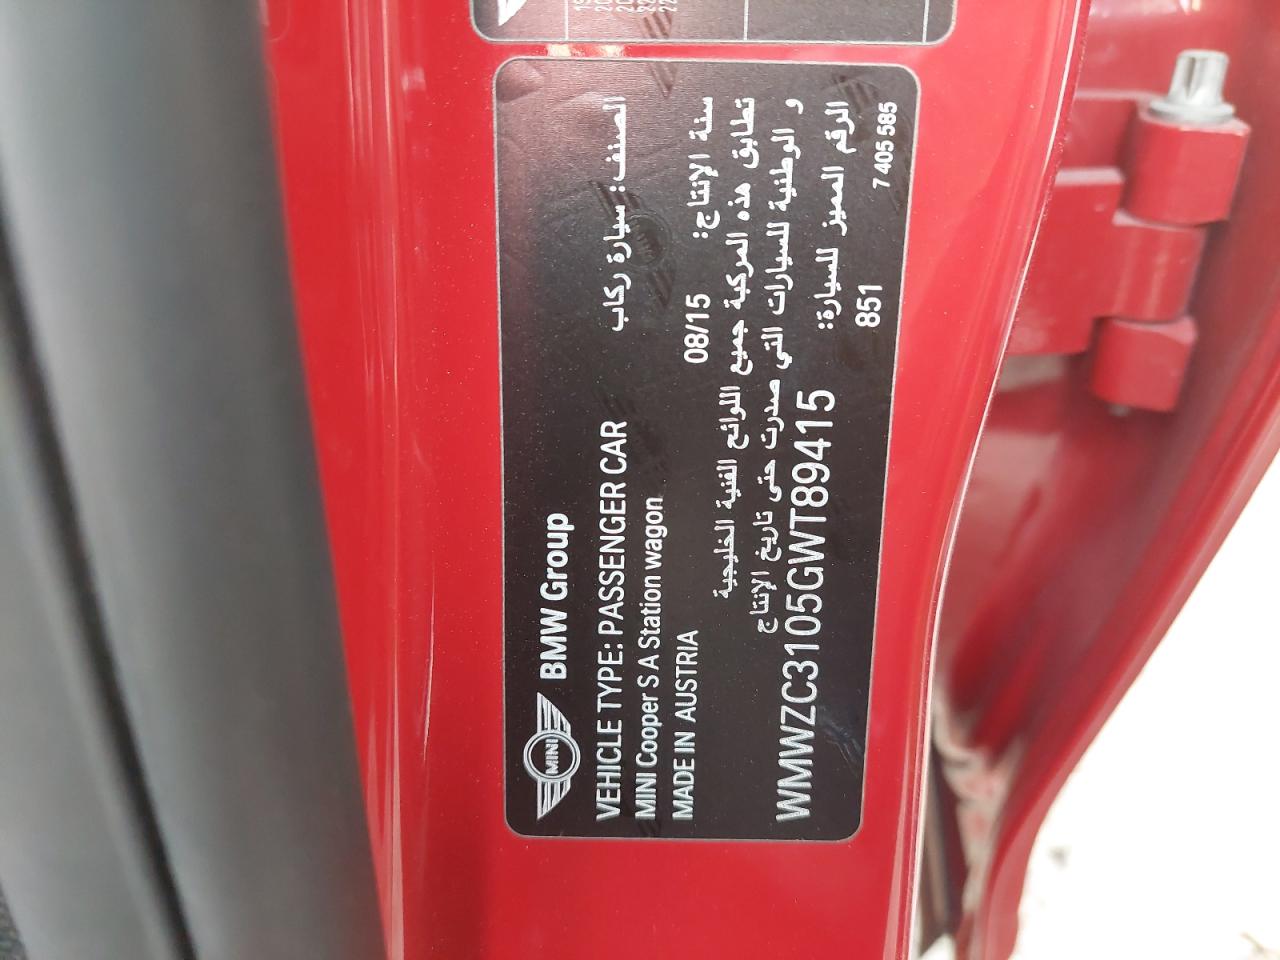 MINI
BMW Group
VEHICLE TYPE: PASSENGER CAR
الصنف: سيارة ركاب
MINI Cooper S A Station wagon
MADE IN AUSTRIA
08/15
سنة الإنتاج:
تطابق هذه المركبة جميع اللوائح الفنية الخليجية
و الوطنية للسيارات التي صدرت حتى تاريخ الإنتاج
الرقم المميز للسيارة:
WMWZC3105GWT89415
851
7 405 585